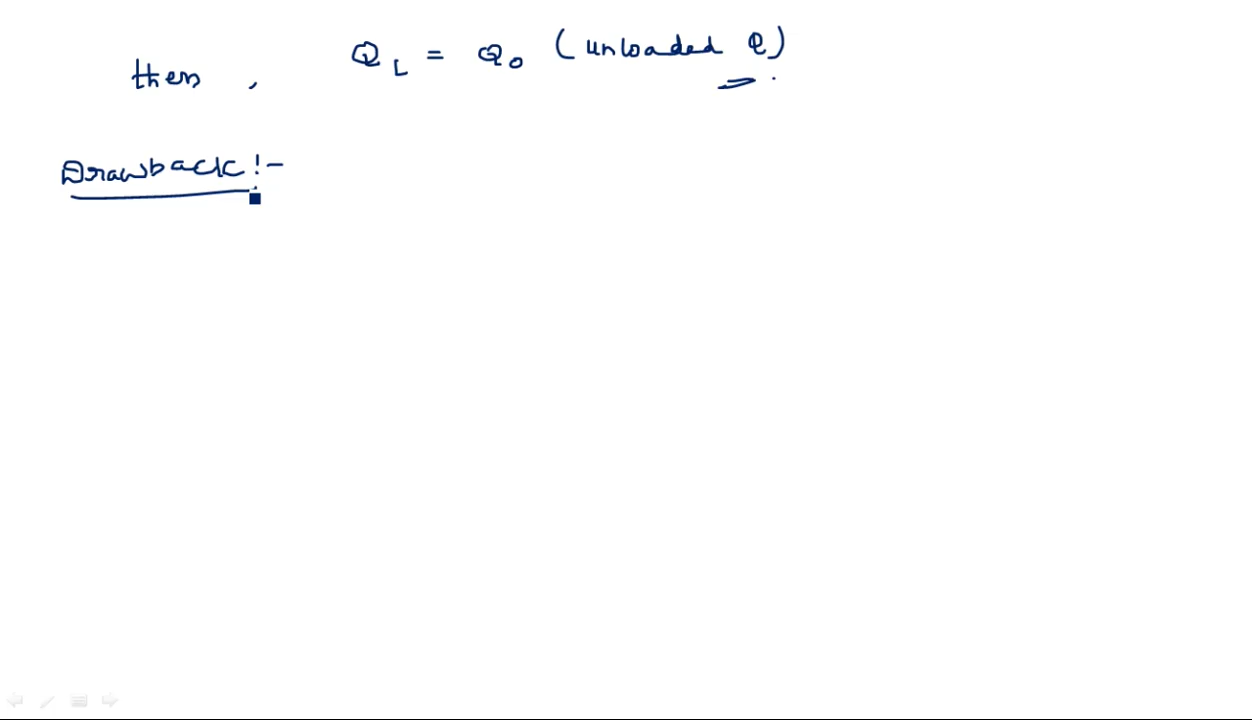 then , Q_L = Q_0 (unloaded Q)
Drawback :-